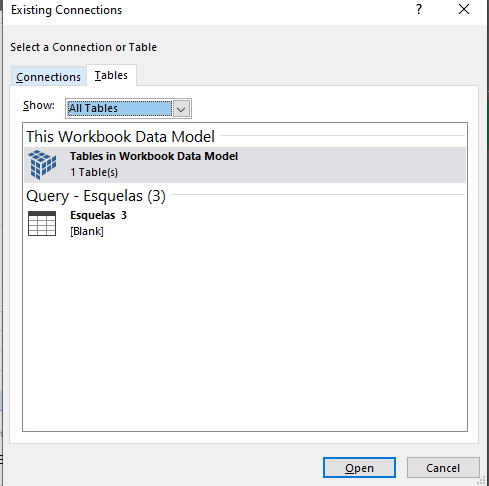 Existing Connections
?
Select a Connection or Table
Connections
Tables
Show:
All Tables
This Workbook Data Model
Tables in Workbook Data Model
1 Table(s)
Query - Esquelas (3)
Esquelas 3
[Blank]
Open
Cancel